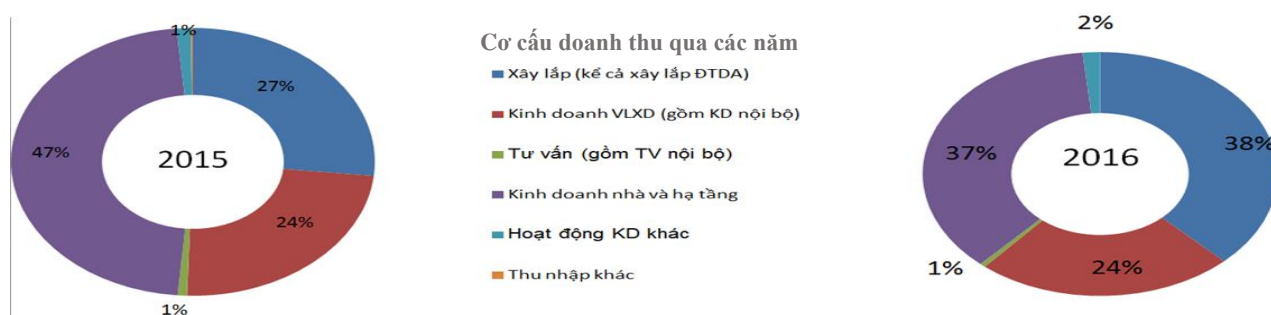 Cơ cấu doanh thu qua các năm
1%
27%
47%
2015
24%
1%
Xây lắp (kể cả xây lắp ĐTDA)
Kinh doanh VLXD (gồm KD nội bộ)
Tư vấn (gồm TV nội bộ)
Kinh doanh nhà và hạ tầng
Hoạt động KD khác
Thu nhập khác
2%
37%
2016
38%
1%
24%